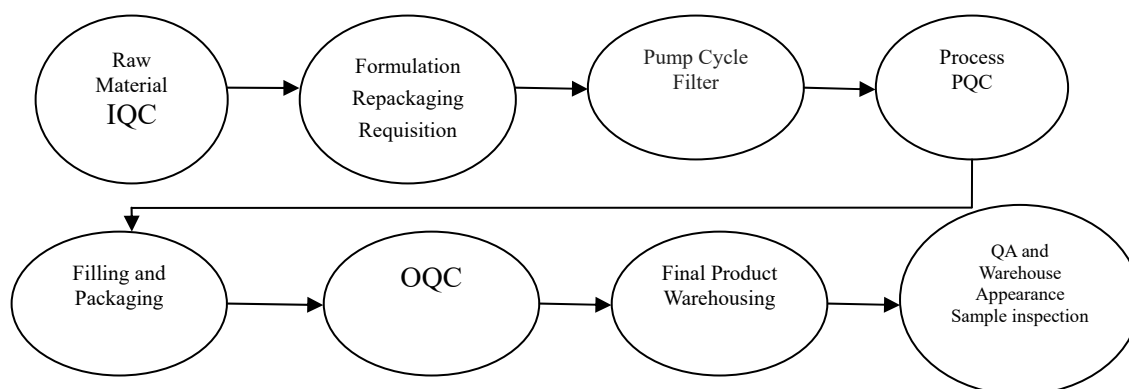 Raw
Material
IQC
Formulation
Repackaging
Requisition
Pump Cycle
Filter
Process
PQC
Filling and
Packaging
OQC
Final Product
Warehousing
QA and
Warehouse
Appearance
Sample inspection